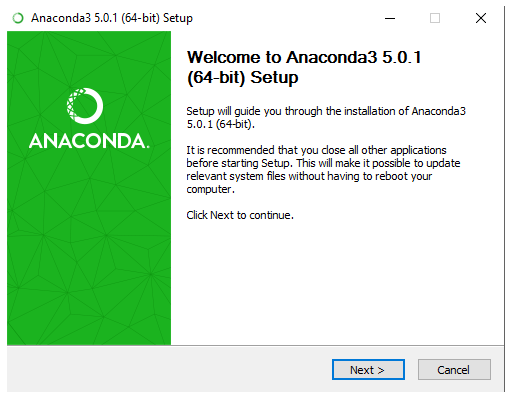 Anaconda3 5.0.1 (64-bit) Setup
ANACONDA.
Welcome to Anaconda3 5.0.1
(64-bit) Setup
Setup will guide you through the installation of Anaconda3
5.0.1 (64-bit).
It is recommended that you close all other applications
before starting Setup. This will make it possible to update
relevant system files without having to reboot your
computer.
Click Next to continue.
Next >
Cancel